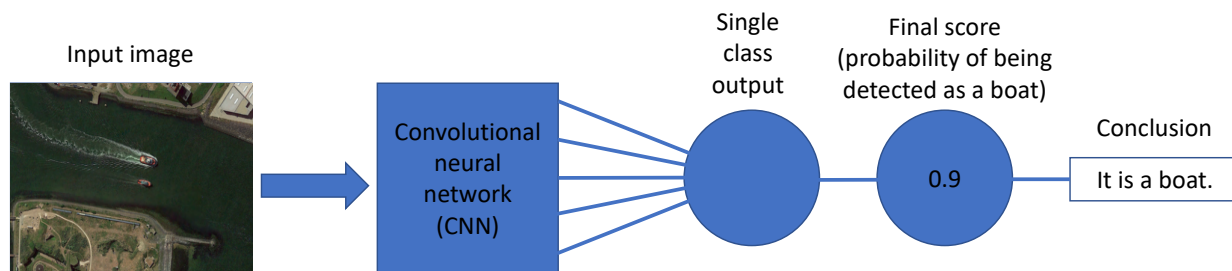 Input image
Convolutional
neural
network
(CNN)
Single
class
output
Final score
(probability of being
detected as a boat)
0.9
Conclusion
It is a boat.